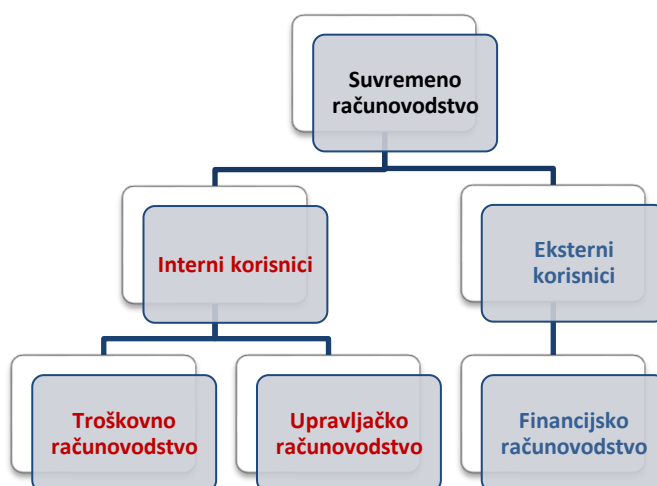 Suvremeno
računovodstvo
Interni korisnici
Eksterni
korisnici
Troškovno
računovodstvo
Upravljačko
računovodstvo
Financijsko
računovodstvo